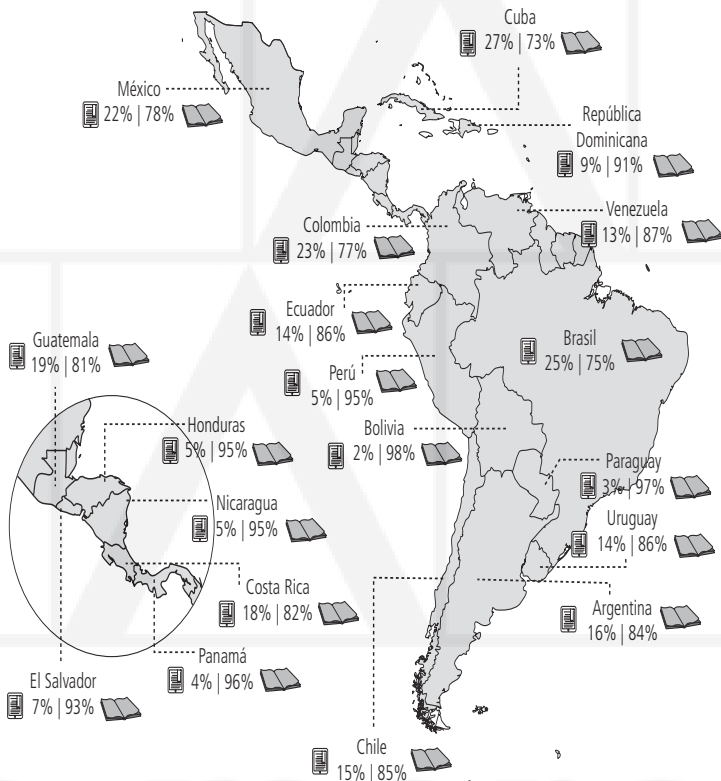 Cuba
27% | 73%
México
22% | 78%
República
Dominicana
9% | 91%
Venezuela
13% | 87%
Colombia
23% | 77%
Ecuador
14% | 86%
Brasil
25% | 75%
Guatemala
19% | 81%
Perú
5% | 95%
Honduras
5% | 95%
Bolivia
2% | 98%
Paraguay
3% | 97%
Nicaragua
5% | 95%
Uruguay
14% | 86%
Costa Rica
18% | 82%
Argentina
16% | 84%
Panamá
4% | 96%
El Salvador
7% | 93%
Chile
15% | 85%